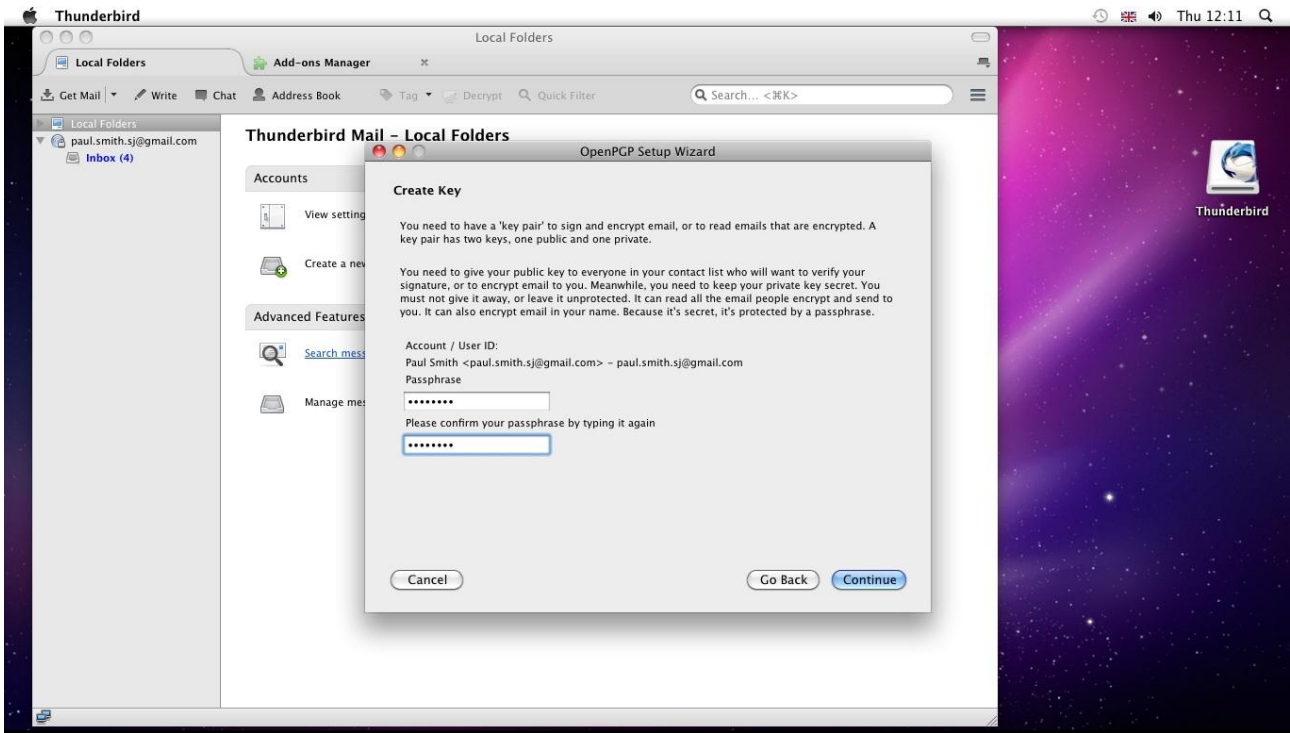 Thunderbird
Thu 12:11
Local Folders
Local Folders
Add-ons Manager
Get Mail Write Chat Address Book Tag Decrypt Quick Filter Search... <⌘K>
Local Folders
paul.smith.sj@gmail.com
Inbox (4)
Thunderbird Mail – Local Folders
Accounts
View setting
Create a new
Advanced Features
Search mess
Manage mes
OpenPGP Setup Wizard
Create Key
You need to have a 'key pair' to sign and encrypt email, or to read emails that are encrypted. A
key pair has two keys, one public and one private.
You need to give your public key to everyone in your contact list who will want to verify your
signature, or to encrypt email to you. Meanwhile, you need to keep your private key secret. You
must not give it away, or leave it unprotected. It can read all the email people encrypt and send to
you. It can also encrypt email in your name. Because it's secret, it's protected by a passphrase.
Account / User ID:
Paul Smith <paul.smith.sj@gmail.com> – paul.smith.sj@gmail.com
Passphrase
••••••••
Please confirm your passphrase by typing it again
••••••••
Cancel Go Back Continue
Thunderbird